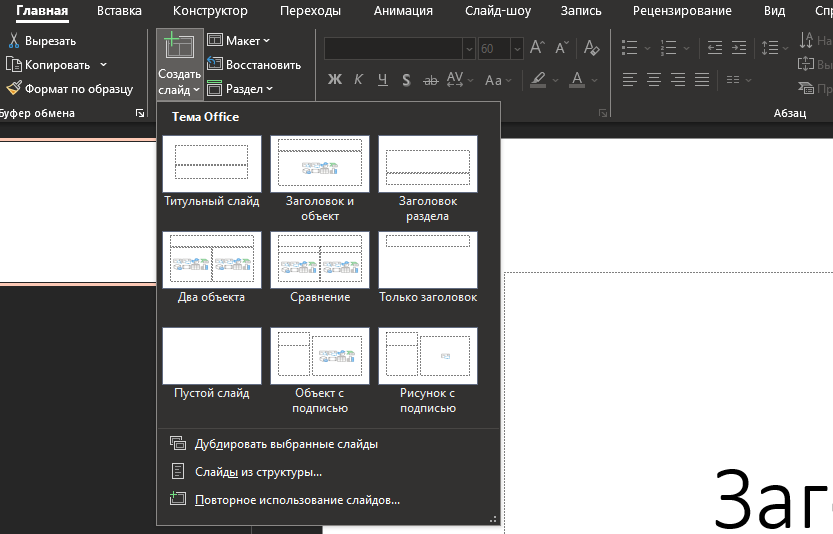 Главная Вставка Конструктор Переходы Анимация Слайд-шоу Запись Рецензирование Вид
Вырезать
Копировать
Формат по образцу
Буфер обмена
Создать
слайд
Макет
Восстановить
Раздел
60
Ж К Ч S ab AV Aa
A
Абзац
Тема Office
Титульный слайд
Заголовок и
объект
Заголовок
раздела
Два объекта
Сравнение
Только заголовок
Пустой слайд
Объект с
подписью
Рисунок с
подписью
Дублировать выбранные слайды
Слайды из структуры...
Повторное использование слайдов...